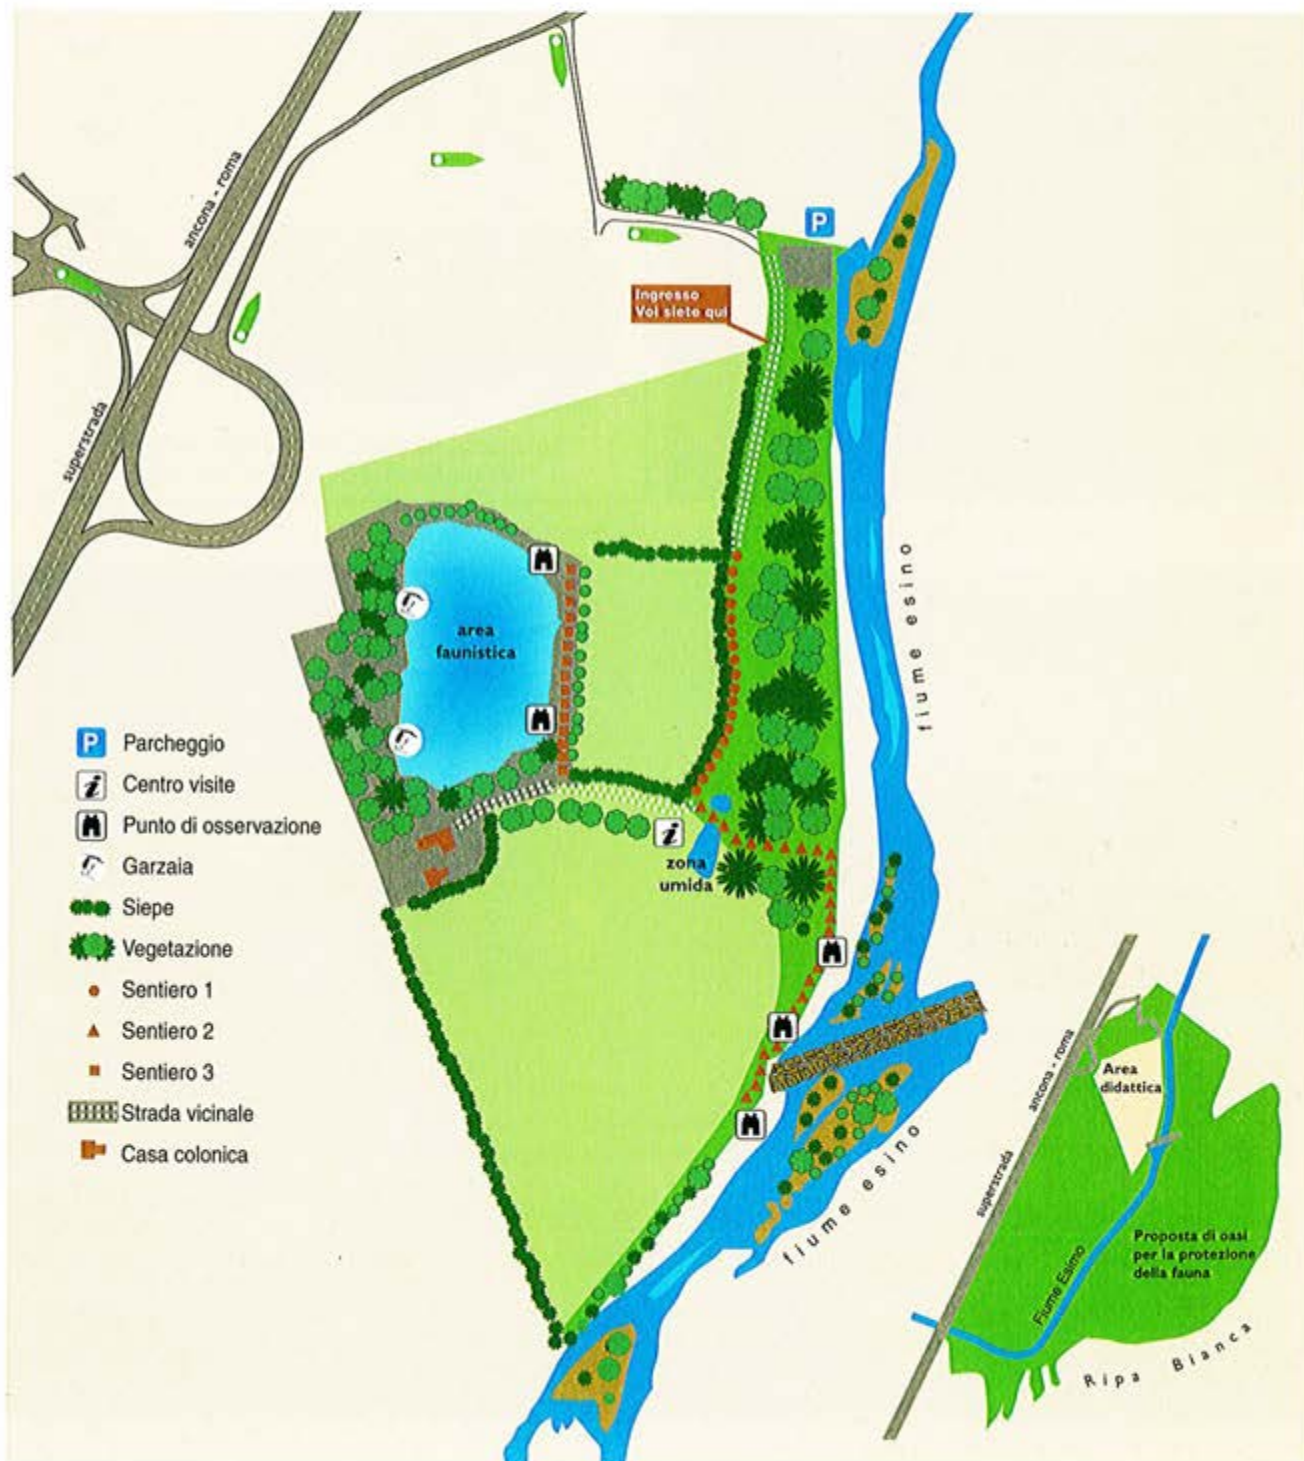 ancona - roma
superstrada
P
Ingresso
Voi siete qui
fiume esino
area
faunistica
i
zona
umida
P Parcheggio
i Centro visite
Punto di osservazione
Garzaia
Siepe
Vegetazione
Sentiero 1
Sentiero 2
Sentiero 3
Strada vicinale
Casa colonica
fiume esino
ancona - roma
superstrada
Area
didattica
Proposta di oasi
per la protezione
della fauna
Fiume Esimo
Ripa Bianca